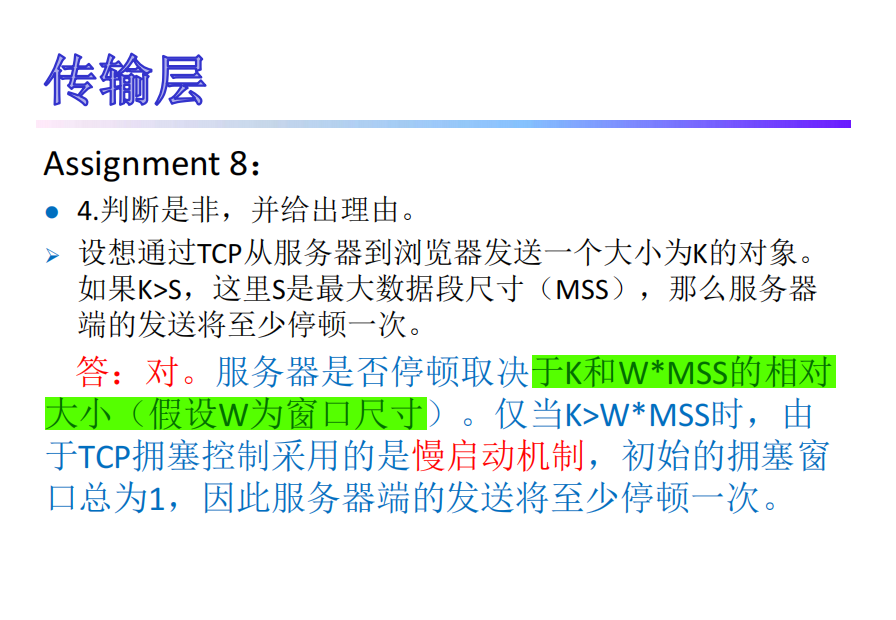 传输层
Assignment 8：
4.判断是非，并给出理由。
设想通过TCP从服务器到浏览器发送一个大小为K的对象。
如果K>S，这里S是最大数据段尺寸（MSS），那么服务器
端的发送将至少停顿一次。
答：对。服务器是否停顿取决于K和W*MSS的相对
大小（假设W为窗口尺寸）。仅当K>W*MSS时，由
于TCP拥塞控制采用的是慢启动机制，初始的拥塞窗
口总为1，因此服务器端的发送将至少停顿一次。